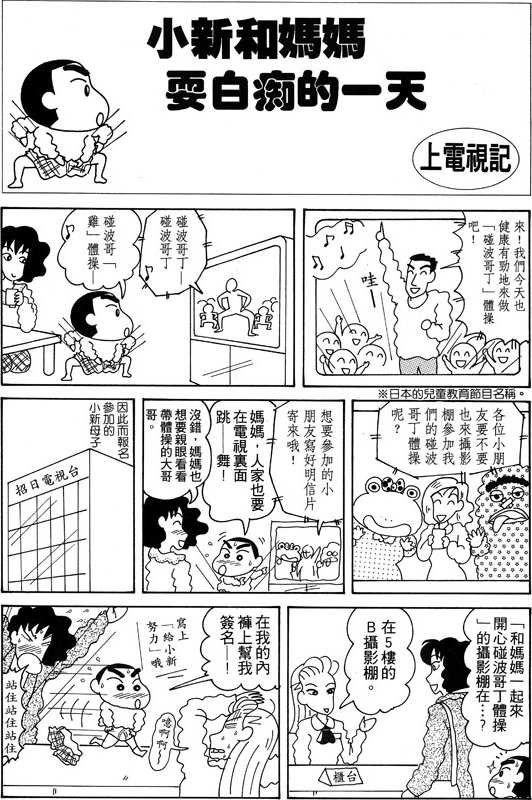 小新和媽媽
耍白痴的一天
上電視記
來！我們今天也
健康有勁地來做
「碰波哥丁」體操
吧！
哇ー
碰波哥丁ー
碰波哥丁ー
碰波哥「
雞」體操ー
※日本的兒童教育節目名稱。
各位小朋
友要不要
也來攝影
棚參加我
們的碰波
哥丁體操
呢？
想要參加的小
朋友寫好明信片
寄來哦！
媽媽，人家也要
在電視裏面
跳 舞！
沒錯，媽媽也
想要親眼看看
帶體操的大哥
哥。
因此而報名
參加的
小新母子
招日電視台
「和媽媽一起來
開心碰波哥丁體操
」的攝影棚在…？
在5樓的
B攝影棚。
櫃台
在我的內
褲上幫我
簽名ー！
寫上
「給小新
努力」哦
噫啊啊～
站住站住站住